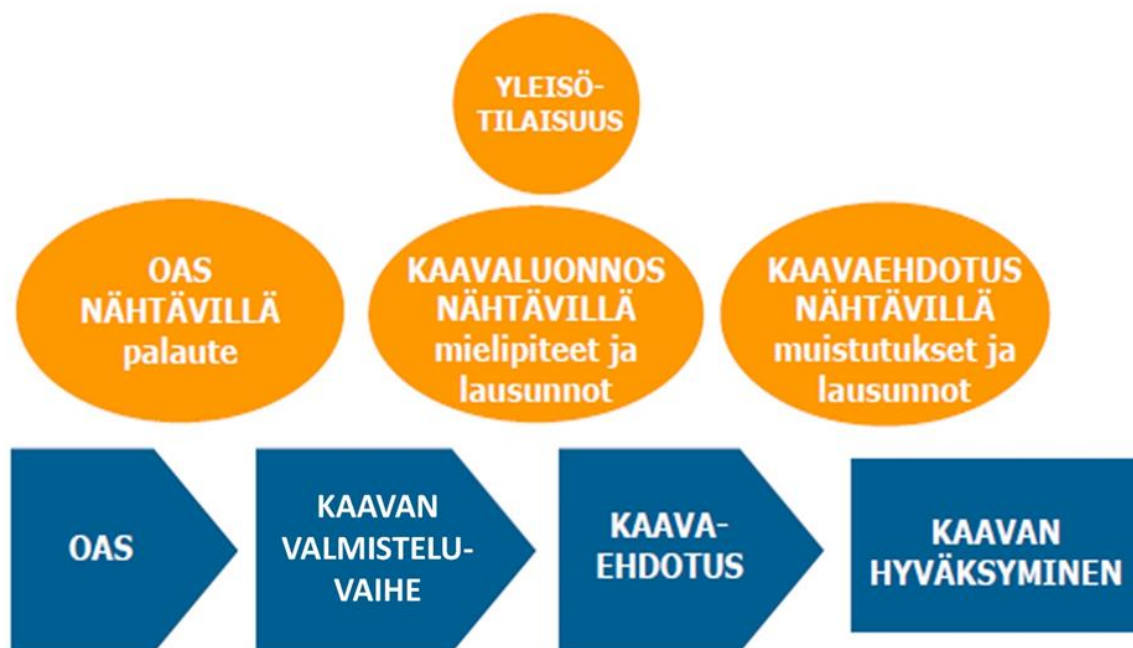 YLEISÖ-
TILAISUUS
OAS
NÄHTÄVILLÄ
palaute
KAAVALUONNOS
NÄHTÄVILLÄ
mielipiteet ja
lausunnot
KAAVAEHDOTUS
NÄHTÄVILLÄ
muistutukset ja
lausunnot
OAS
KAAVAN
VALMISTELU-
VAIHE
KAAVA-
EHDOTUS
KAAVAN
HYVÄKSYMINEN